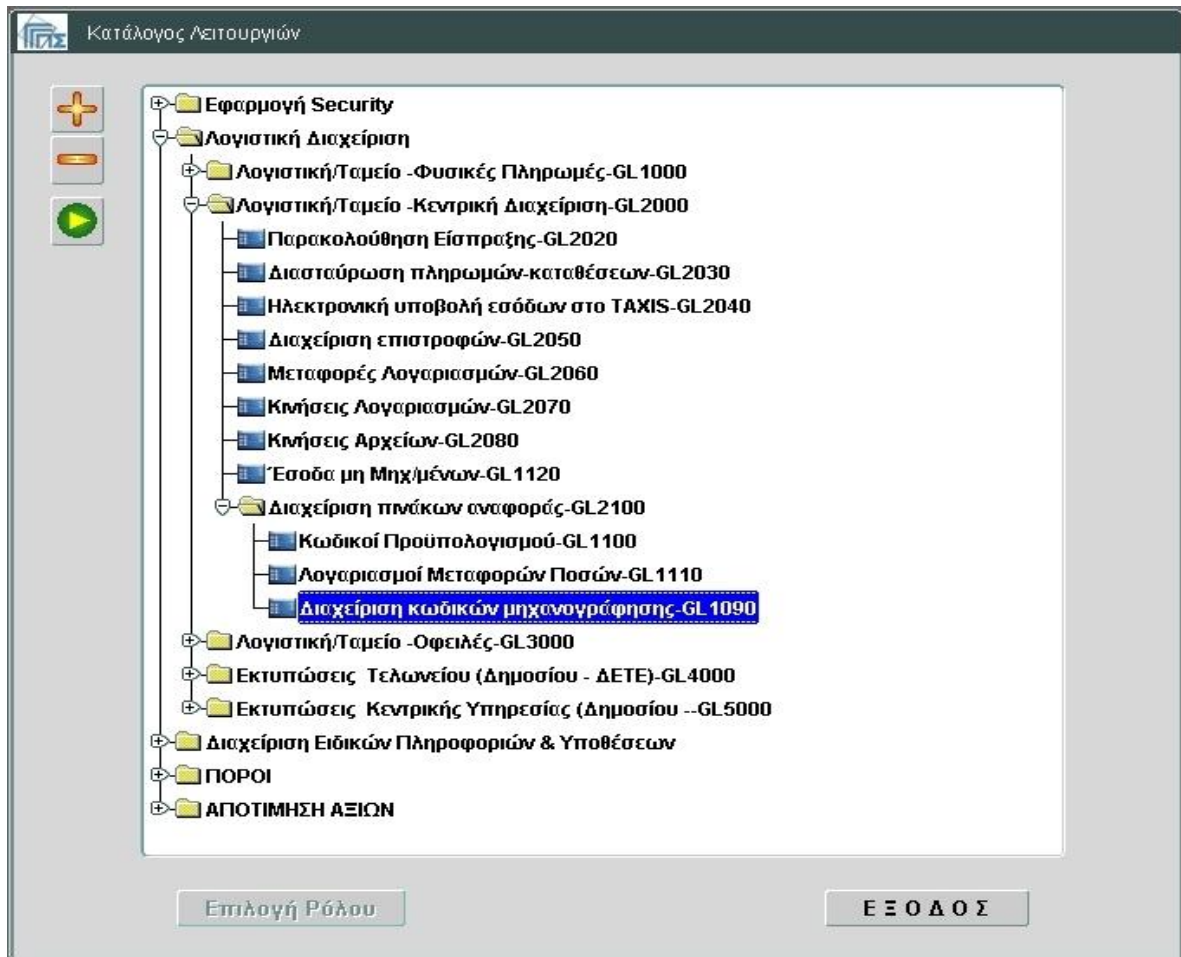 ΓΓΠΣ
Κατάλογος Λειτουργιών
Εφαρμογή Security
Λογιστική Διαχείριση
Λογιστική/Ταμείο -Φυσικές Πληρωμές-GL1000
Λογιστική/Ταμείο -Κεντρική Διαχείριση-GL2000
Παρακολούθηση Είσπραξης-GL2020
Διασταύρωση πληρωμών-καταθέσεων-GL2030
Ηλεκτρονική υποβολή εσόδων στο TAXIS-GL2040
Διαχείριση επιστροφών-GL2050
Μεταφορές Λογαριασμών-GL2060
Κινήσεις Λογαριασμών-GL2070
Κινήσεις Αρχείων-GL2080
Έσοδα μη Μηχ/μένων-GL1120
Διαχείριση πινάκων αναφοράς-GL2100
Κωδικοί Προϋπολογισμού-GL1100
Λογαριασμοί Μεταφορών Ποσών-GL1110
Διαχείριση κωδικών μηχανογράφησης-GL1090
Λογιστική/Ταμείο -Οφειλές-GL3000
Εκτυπώσεις Τελωνείου (Δημοσίου - ΔΕΤΕ)-GL4000
Εκτυπώσεις Κεντρικής Υπηρεσίας (Δημοσίου --GL5000
Διαχείριση Ειδικών Πληροφοριών & Υποθέσεων
ΠΟΡΟΙ
ΑΠΟΤΙΜΗΣΗ ΑΞΙΩΝ
Επιλογή Ρόλου
Ε Ξ Ο Δ Ο Σ